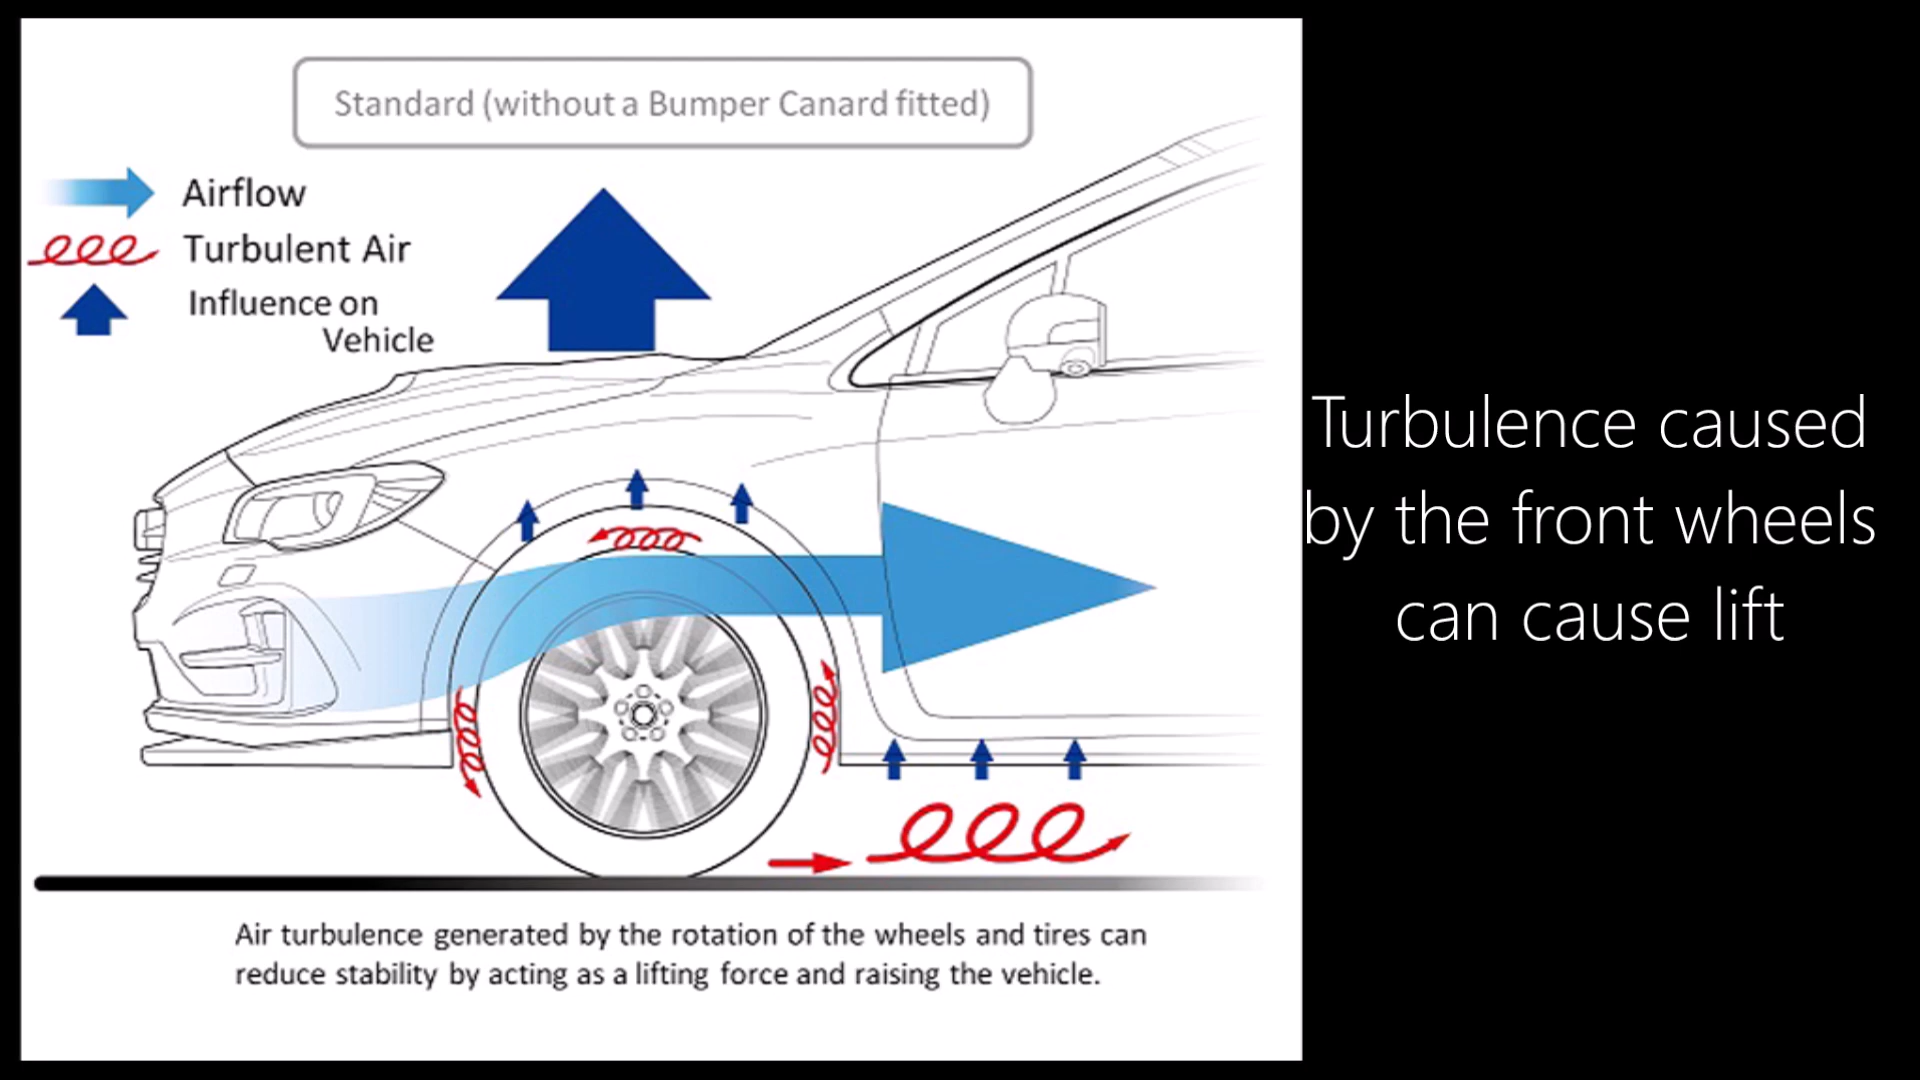 Standard (without a Bumper Canard fitted)
Airflow
Turbulent Air
Influence on
Vehicle
Air turbulence generated by the rotation of the wheels and tires can
reduce stability by acting as a lifting force and raising the vehicle.
Turbulence caused
by the front wheels
can cause lift